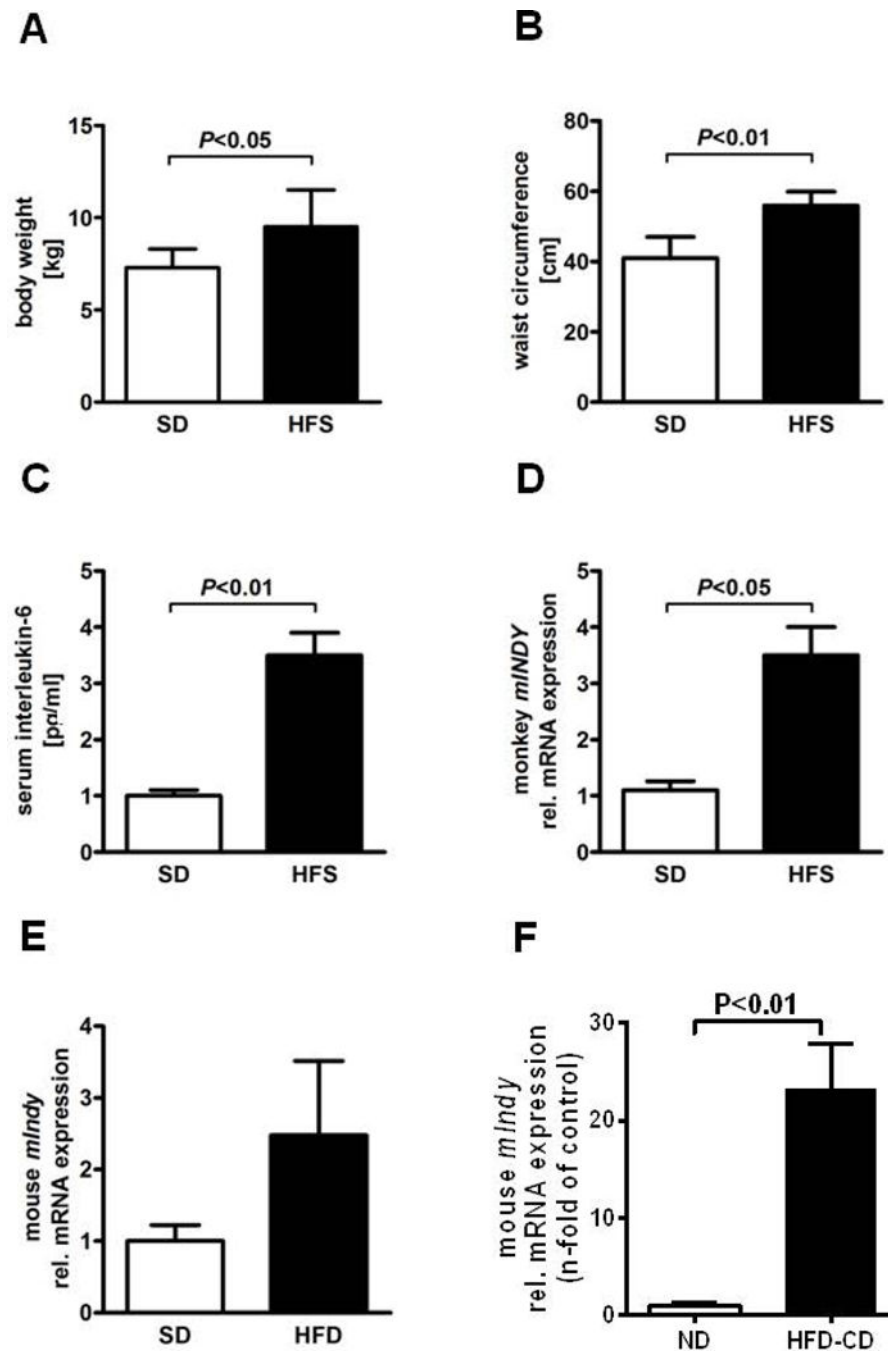 A
B
15
10
5
0
body weight
[kg]
P<0.05
SD
HFS
80
60
40
20
0
waist circumference
[cm]
P<0.01
SD
HFS
C
D
5
4
3
2
1
0
serum interleukin-6
[pg/ml]
P<0.01
SD
HFS
5
4
3
2
1
0
monkey mINDY
rel. mRNA expression
P<0.05
SD
HFS
E
F
4
3
2
1
0
mouse mIndy
rel. mRNA expression
SD
HFD
30
20
10
0
mouse mIndy
rel. mRNA expression
(n-fold of control)
P<0.01
ND
HFD-CD